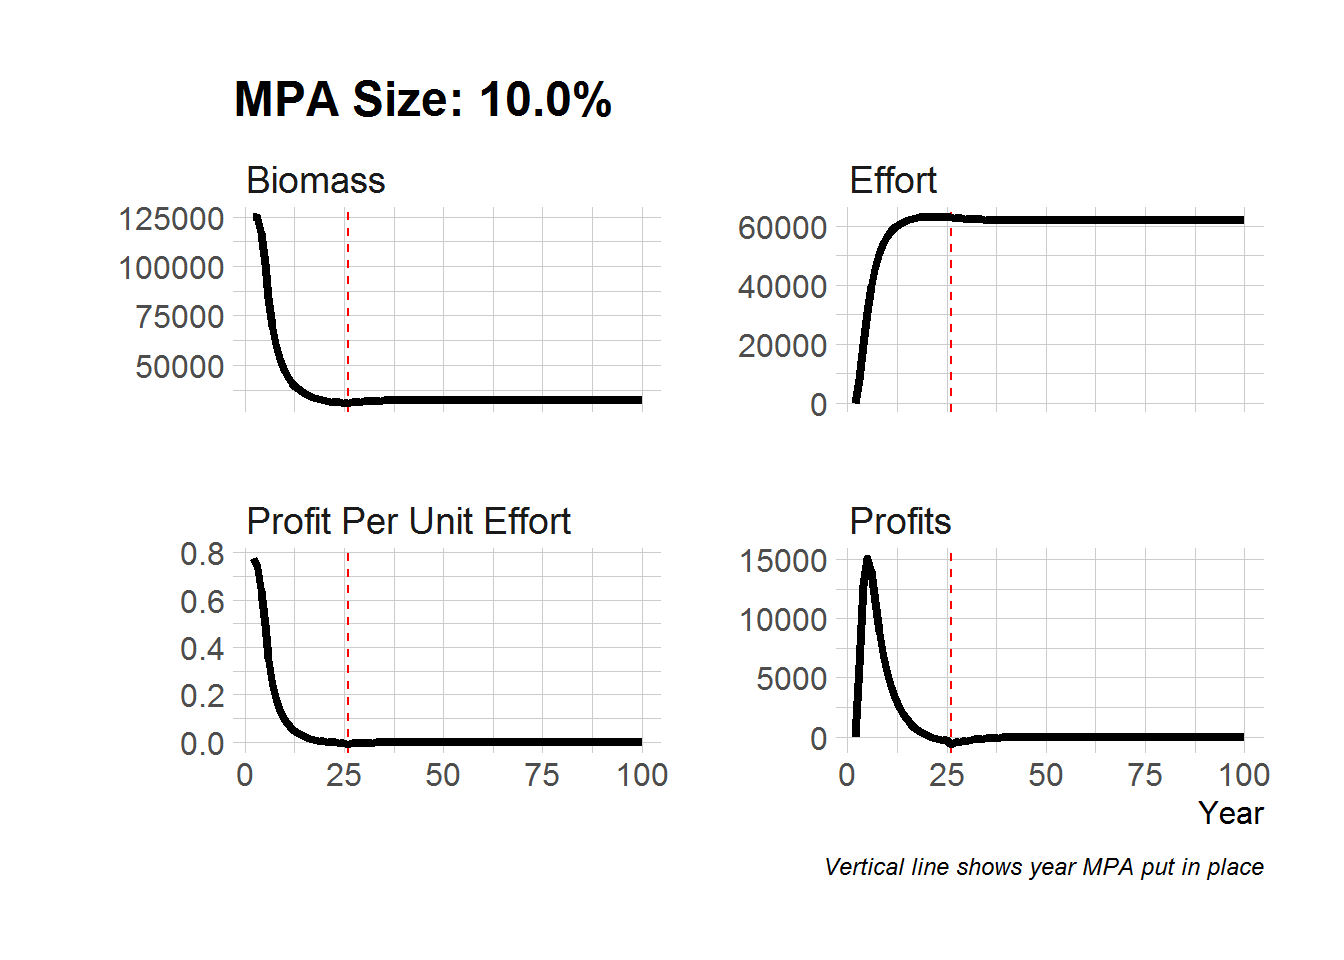 MPA Size: 10.0%
Biomass
125000
100000
75000
50000
Effort
60000
40000
20000
0
Profit Per Unit Effort
0.8
0.6
0.4
0.2
0.0
0 25 50 75 100
Profits
15000
10000
5000
0
0 25 50 75 100
Year
Vertical line shows year MPA put in place